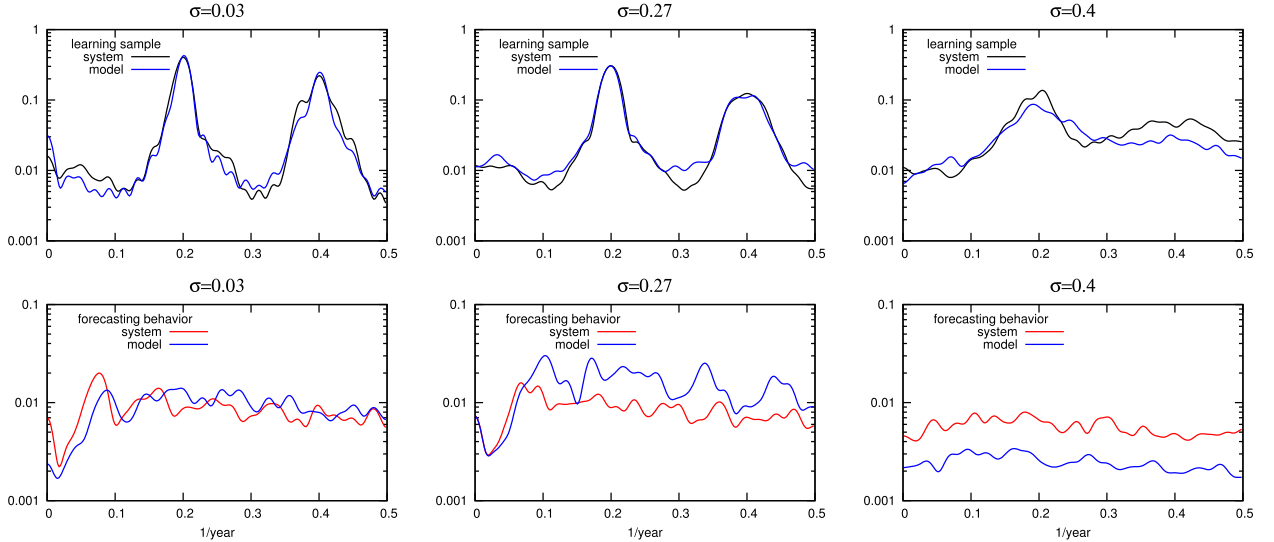 σ=0.03
σ=0.27
σ=0.4
1
0.1
0.01
0.001
learning sample
system
model
0 0.1 0.2 0.3 0.4 0.5
1
0.1
0.01
0.001
learning sample
system
model
0 0.1 0.2 0.3 0.4 0.5
1
0.1
0.01
0.001
learning sample
system
model
0 0.1 0.2 0.3 0.4 0.5
σ=0.03
σ=0.27
σ=0.4
0.1
0.01
0.001
forecasting behavior
system
model
0 0.1 0.2 0.3 0.4 0.5
1/year
0.1
0.01
0.001
forecasting behavior
system
model
0 0.1 0.2 0.3 0.4 0.5
1/year
0.1
0.01
0.001
forecasting behavior
system
model
0 0.1 0.2 0.3 0.4 0.5
1/year